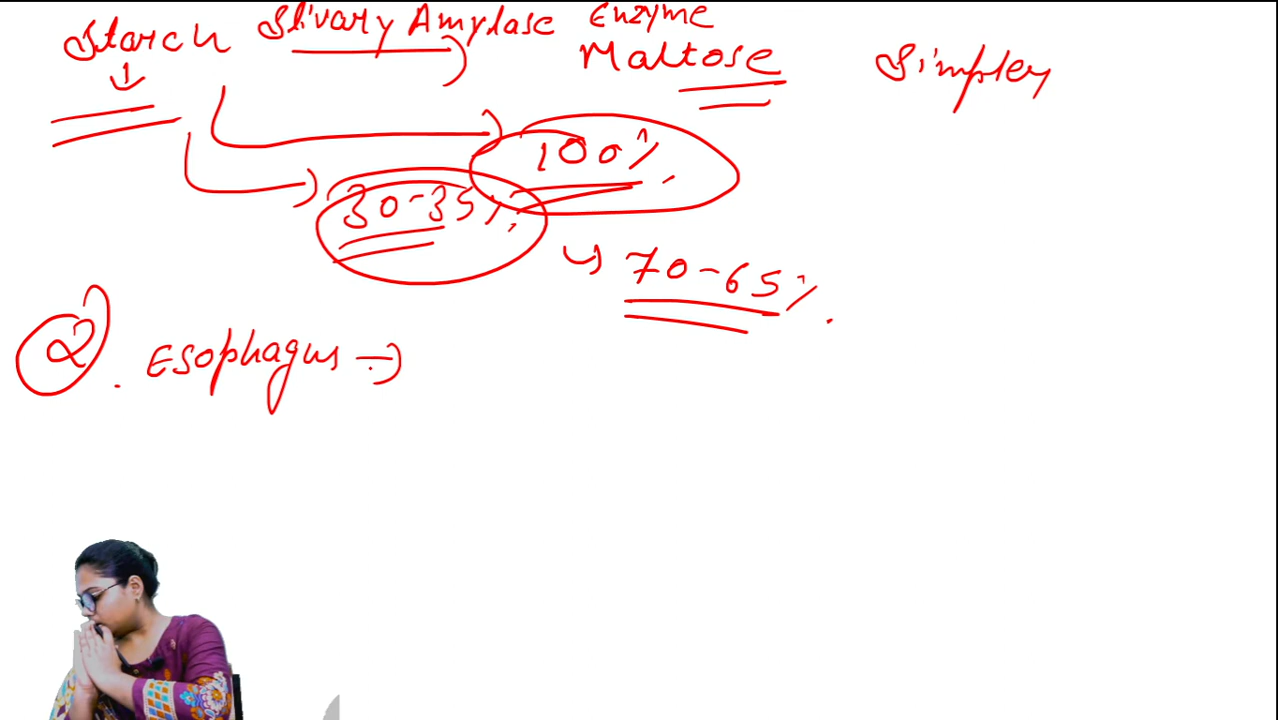 Starch Slivary Amylase Enzyme
Maltose Simpler
100%.
30-35%.
70-65%.
2. Esophagus →